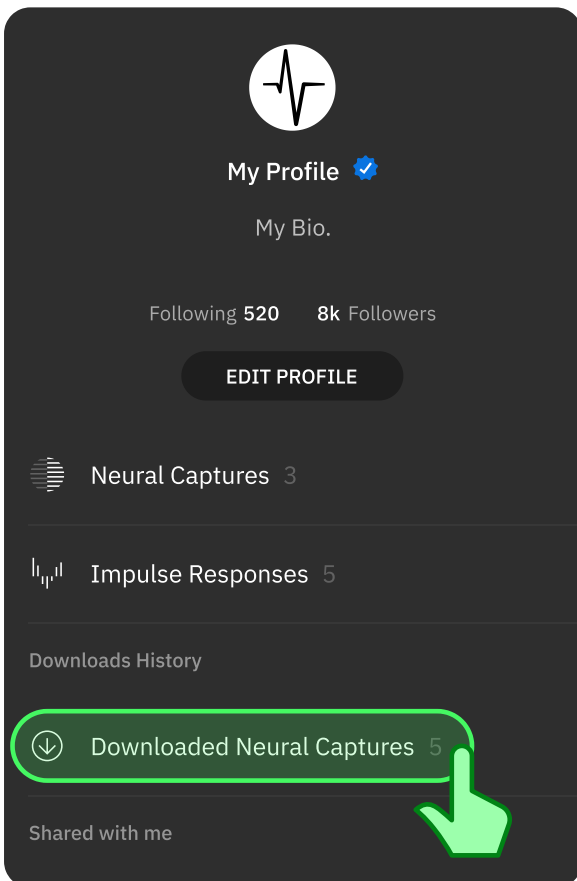 My Profile
My Bio.
Following 520 8k Followers
EDIT PROFILE
Neural Captures 3
Impulse Responses 5
Downloads History
Downloaded Neural Captures 5
Shared with me